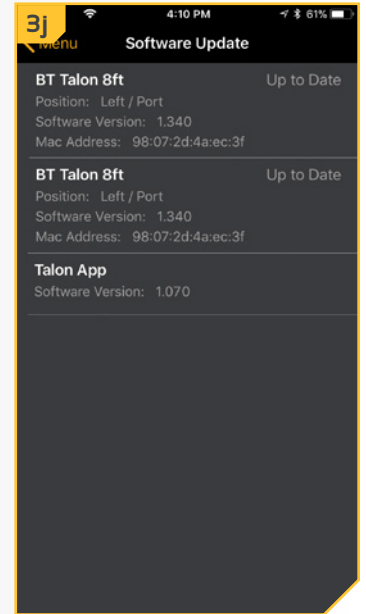 3j
4:10 PM
61%
Menu
Software Update
BT Talon 8ft Up to Date
Position: Left / Port
Software Version: 1.340
Mac Address: 98:07:2d:4a:ec:3f
BT Talon 8ft Up to Date
Position: Left / Port
Software Version: 1.340
Mac Address: 98:07:2d:4a:ec:3f
Talon App
Software Version: 1.070